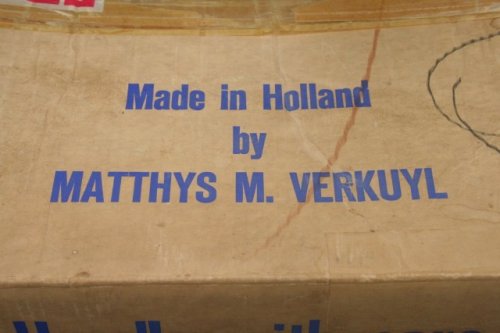 Made in Holland
by
MATTHYS M. VERKUYL